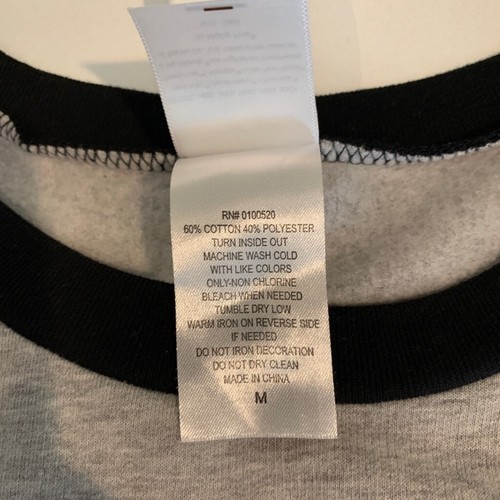 RN# 0100520
60% COTTON 40% POLYESTER
TURN INSIDE OUT
MACHINE WASH COLD
WITH LIKE COLORS
ONLY-NON CHLORINE
BLEACH WHEN NEEDED
TUMBLE DRY LOW
WARM IRON ON REVERSE SIDE
IF NEEDED
DO NOT IRON DECORATION
DO NOT DRY CLEAN
MADE IN CHINA
M